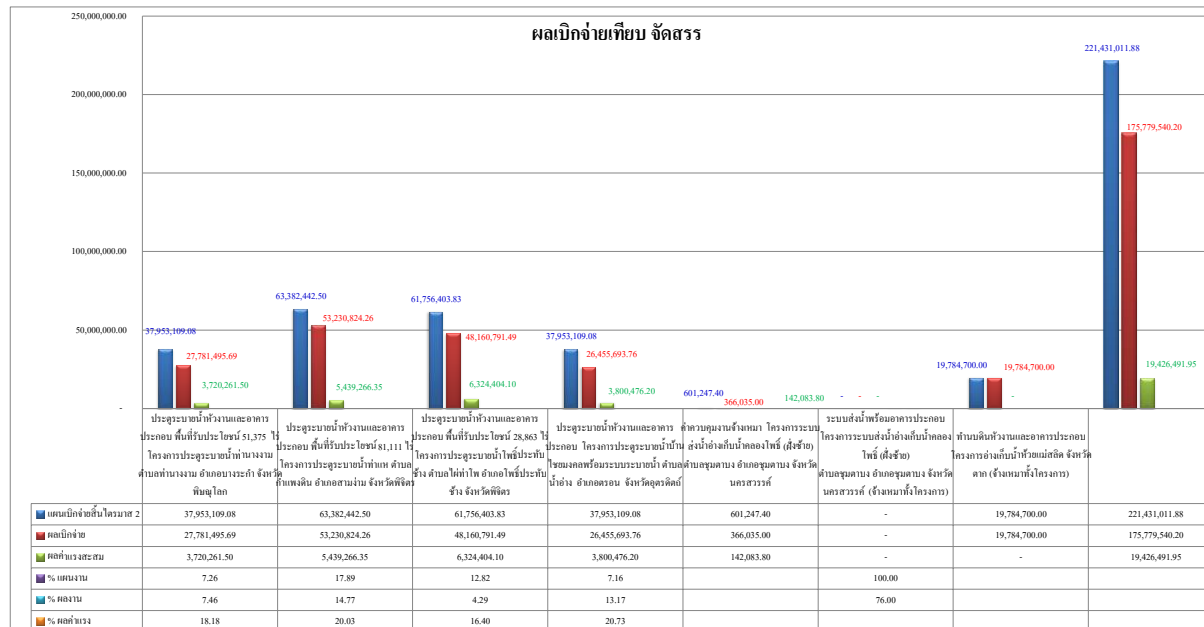 ผลเบิกจ่ายเทียบ จัดสรร
250,000,000.00
200,000,000.00
150,000,000.00
100,000,000.00
50,000,000.00
-
37,953,109.08
27,781,495.69
3,720,261.50
63,382,442.50
53,230,824.26
5,439,266.35
61,756,403.83
48,160,791.49
6,324,404.10
37,953,109.08
26,455,693.76
3,800,476.20
601,247.40
366,035.00
142,083.80
- - -
19,784,700.00
19,784,700.00
-
221,431,011.88
175,779,540.20
19,426,491.95
ประตูระบายน้ำหัวงานและอาคาร
ประกอบ พื้นที่รับประโยชน์ 51,375 ไร่
โครงการประตูระบายน้ำท่านางงาม
ตำบลท่านางงาม อำเภอบางระกำ จังหวัด
พิษณุโลก
ประตูระบายน้ำหัวงานและอาคาร
ประกอบ พื้นที่รับประโยชน์ 81,111 ไร่
โครงการประตูระบายน้ำท่าแห ตำบล
กำแพงดิน อำเภอสามง่าม จังหวัดพิจิตร
ประตูระบายน้ำหัวงานและอาคาร
ประกอบ พื้นที่รับประโยชน์ 28,863 ไร่
โครงการประตูระบายน้ำโพธิ์ประทับ
ช้าง ตำบลไผ่ท่าโพ อำเภอโพธิ์ประทับ
ช้าง จังหวัดพิจิตร
ประตูระบายน้ำหัวงานและอาคาร
ประกอบ โครงการประตูระบายน้ำบ้าน
ไชยมงคลพร้อมระบบระบายน้ำ ตำบล
น้ำอ่าง อำเภอตรอน จังหวัดอุตรดิตถ์
ค่าควบคุมงานจ้างเหมา โครงการระบบ
ส่งน้ำอ่างเก็บน้ำคลองโพธิ์ (ฝั่งซ้าย)
ตำบลชุมตาบง อำเภอชุมตาบง จังหวัด
นครสวรรค์
ระบบส่งน้ำพร้อมอาคารประกอบ
โครงการระบบส่งน้ำอ่างเก็บน้ำคลอง
โพธิ์ (ฝั่งซ้าย)
ตำบลชุมตาบง อำเภอชุมตาบง จังหวัด
นครสวรรค์ (จ้างเหมาทั้งโครงการ)
ทำนบดินหัวงานและอาคารประกอบ
โครงการอ่างเก็บน้ำห้วยแม่สลิด จังหวัด
ตาก (จ้างเหมาทั้งโครงการ)
แผนเบิกจ่ายสิ้นไตรมาส 2 37,953,109.08 63,382,442.50 61,756,403.83 37,953,109.08 601,247.40 - 19,784,700.00 221,431,011.88
ผลเบิกจ่าย 27,781,495.69 53,230,824.26 48,160,791.49 26,455,693.76 366,035.00 - 19,784,700.00 175,779,540.20
ผลค่าแรงสะสม 3,720,261.50 5,439,266.35 6,324,404.10 3,800,476.20 142,083.80 - - 19,426,491.95
% แผนงาน 7.26 17.89 12.82 7.16 100.00
% ผลงาน 7.46 14.77 4.29 13.17 76.00
% ผลค่าแรง 18.18 20.03 16.40 20.73